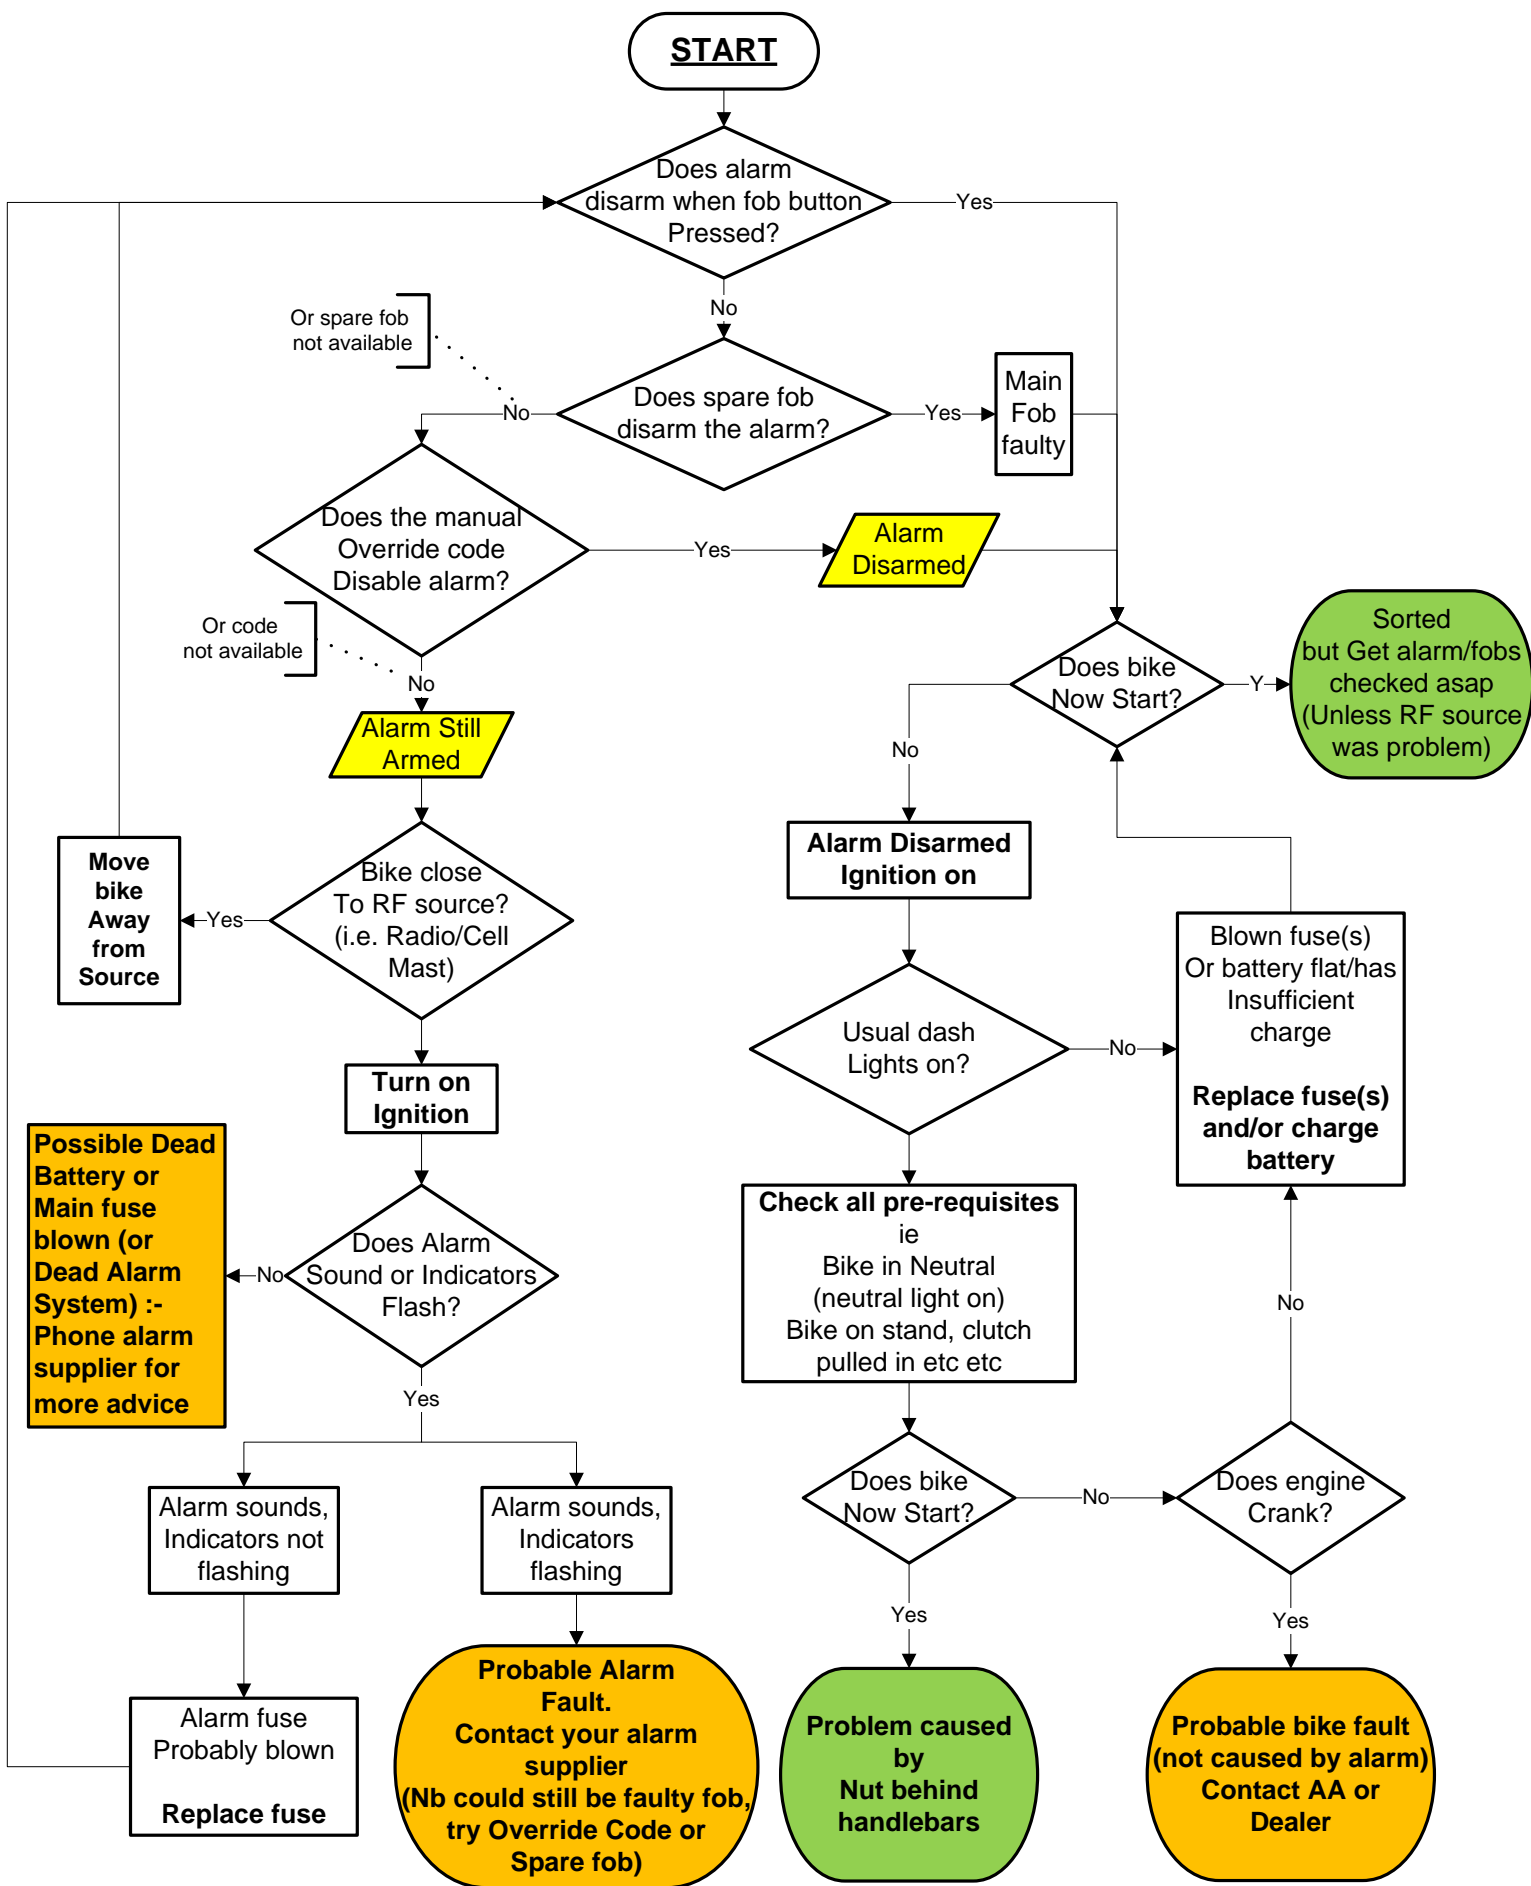 START
Does alarm
disarm when fob button
Pressed?
Yes
No
Or spare fob
not available
Does spare fob
disarm the alarm?
No
Yes
Main
Fob
faulty
Does the manual
Override code
Disable alarm?
Yes
Alarm
Disarmed
Or code
not available
No
Alarm Still
Armed
Does bike
Now Start?
Y
Sorted
but Get alarm/fobs
checked asap
(Unless RF source
was problem)
No
Bike close
To RF source?
(i.e. Radio/Cell
Mast)
Yes
Move
bike
Away
from
Source
Alarm Disarmed
Ignition on
Usual dash
Lights on?
No
Blown fuse(s)
Or battery flat/has
Insufficient
charge
Replace fuse(s)
and/or charge
battery
Turn on
Ignition
Possible Dead
Battery or
Main fuse
blown (or
Dead Alarm
System) :-
Phone alarm
supplier for
more advice
No
Does Alarm
Sound or Indicators
Flash?
Yes
Check all pre-requisites
ie
Bike in Neutral
(neutral light on)
Bike on stand, clutch
pulled in etc etc
No
Alarm sounds,
Indicators not
flashing
Alarm sounds,
Indicators
flashing
Does bike
Now Start?
No
Does engine
Crank?
Yes
Yes
Alarm fuse
Probably blown
Replace fuse
Probable Alarm
Fault.
Contact your alarm
supplier
(Nb could still be faulty fob,
try Override Code or
Spare fob)
Problem caused
by
Nut behind
handlebars
Probable bike fault
(not caused by alarm)
Contact AA or
Dealer